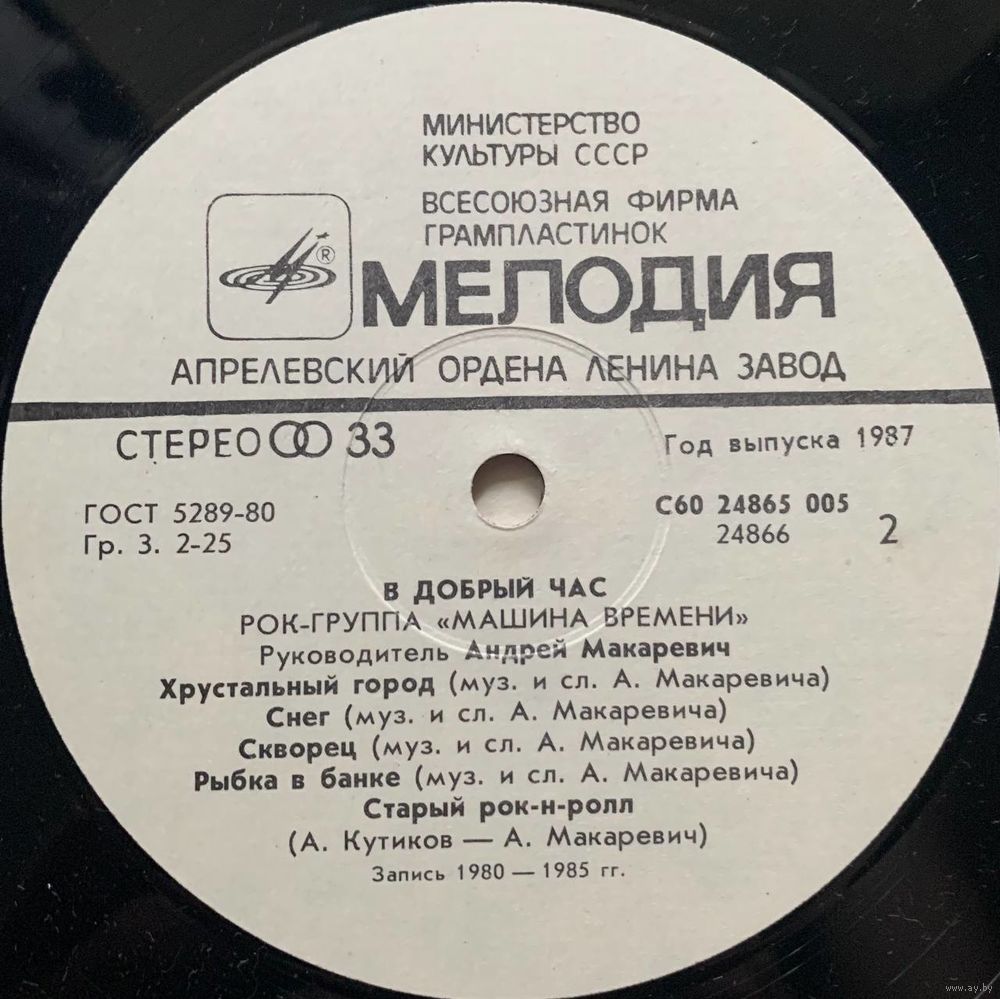 МИНИСТЕРСТВО
КУЛЬТУРЫ СССР
ВСЕСОЮЗНАЯ ФИРМА
ГРАМПЛАСТИНОК
®
МЕЛОДИЯ
АПРЕЛЕВСКИЙ ОРДЕНА ЛЕНИНА ЗАВОД
СТЕРЕО 33
Год выпуска 1987
ГОСТ 5289-80
Гр. 3. 2-25
С60 24865 005
24866
2
В ДОБРЫЙ ЧАС
РОК-ГРУППА «МАШИНА ВРЕМЕНИ»
Руководитель Андрей Макаревич
Хрустальный город (муз. и сл. А. Макаревича)
Снег (муз. и сл. А. Макаревича)
Скворец (муз. и сл. А. Макаревича)
Рыбка в банке (муз. и сл. А. Макаревича)
Старый рок-н-ролл
(А. Кутиков — А. Макаревич)
Запись 1980 — 1985 гг.
www.ay.by